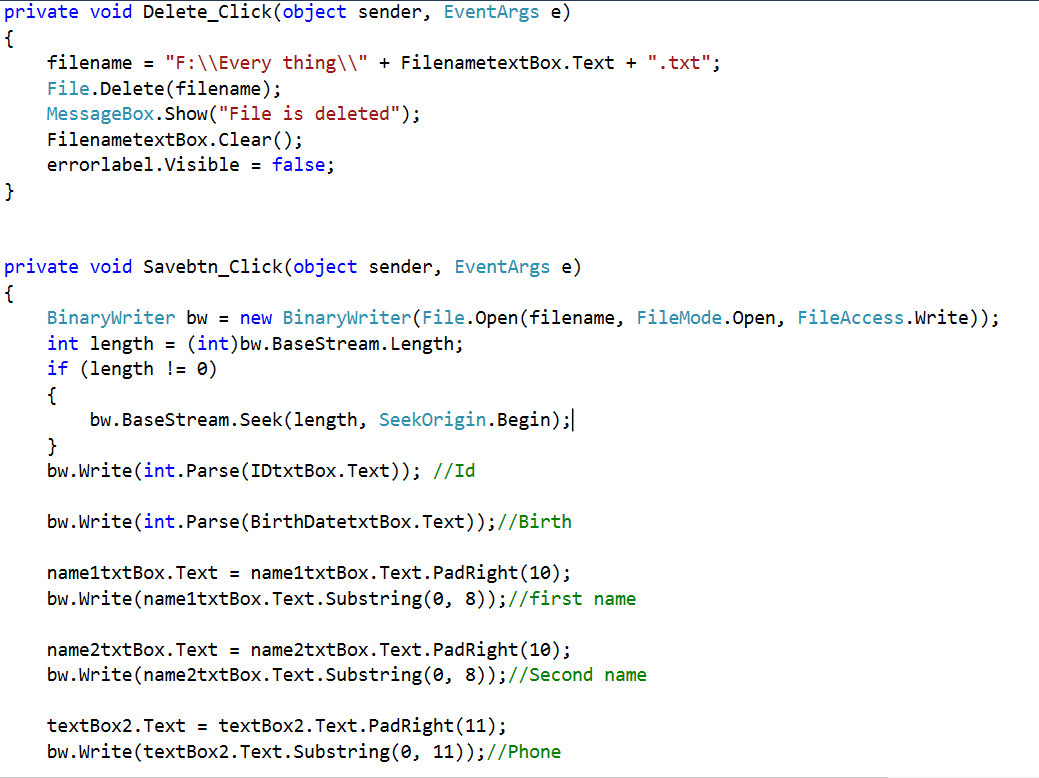 private void Delete_Click(object sender, EventArgs e)
{
    filename = "F:\\Every thing\\" + FilenametextBox.Text + ".txt";
    File.Delete(filename);
    MessageBox.Show("File is deleted");
    FilenametextBox.Clear();
    errorlabel.Visible = false;
}
private void Savebtn_Click(object sender, EventArgs e)
{
    BinaryWriter bw = new BinaryWriter(File.Open(filename, FileMode.Open, FileAccess.Write));
    int length = (int)bw.BaseStream.Length;
    if (length != 0)
    {
        bw.BaseStream.Seek(length, SeekOrigin.Begin);
    }
    bw.Write(int.Parse(IDtxtBox.Text)); //Id
    bw.Write(int.Parse(BirthDatetxtBox.Text));//Birth
    name1txtBox.Text = name1txtBox.Text.PadRight(10);
    bw.Write(name1txtBox.Text.Substring(0, 8));//first name
    name2txtBox.Text = name2txtBox.Text.PadRight(10);
    bw.Write(name2txtBox.Text.Substring(0, 8));//Second name
    textBox2.Text = textBox2.Text.PadRight(11);
    bw.Write(textBox2.Text.Substring(0, 11));//Phone